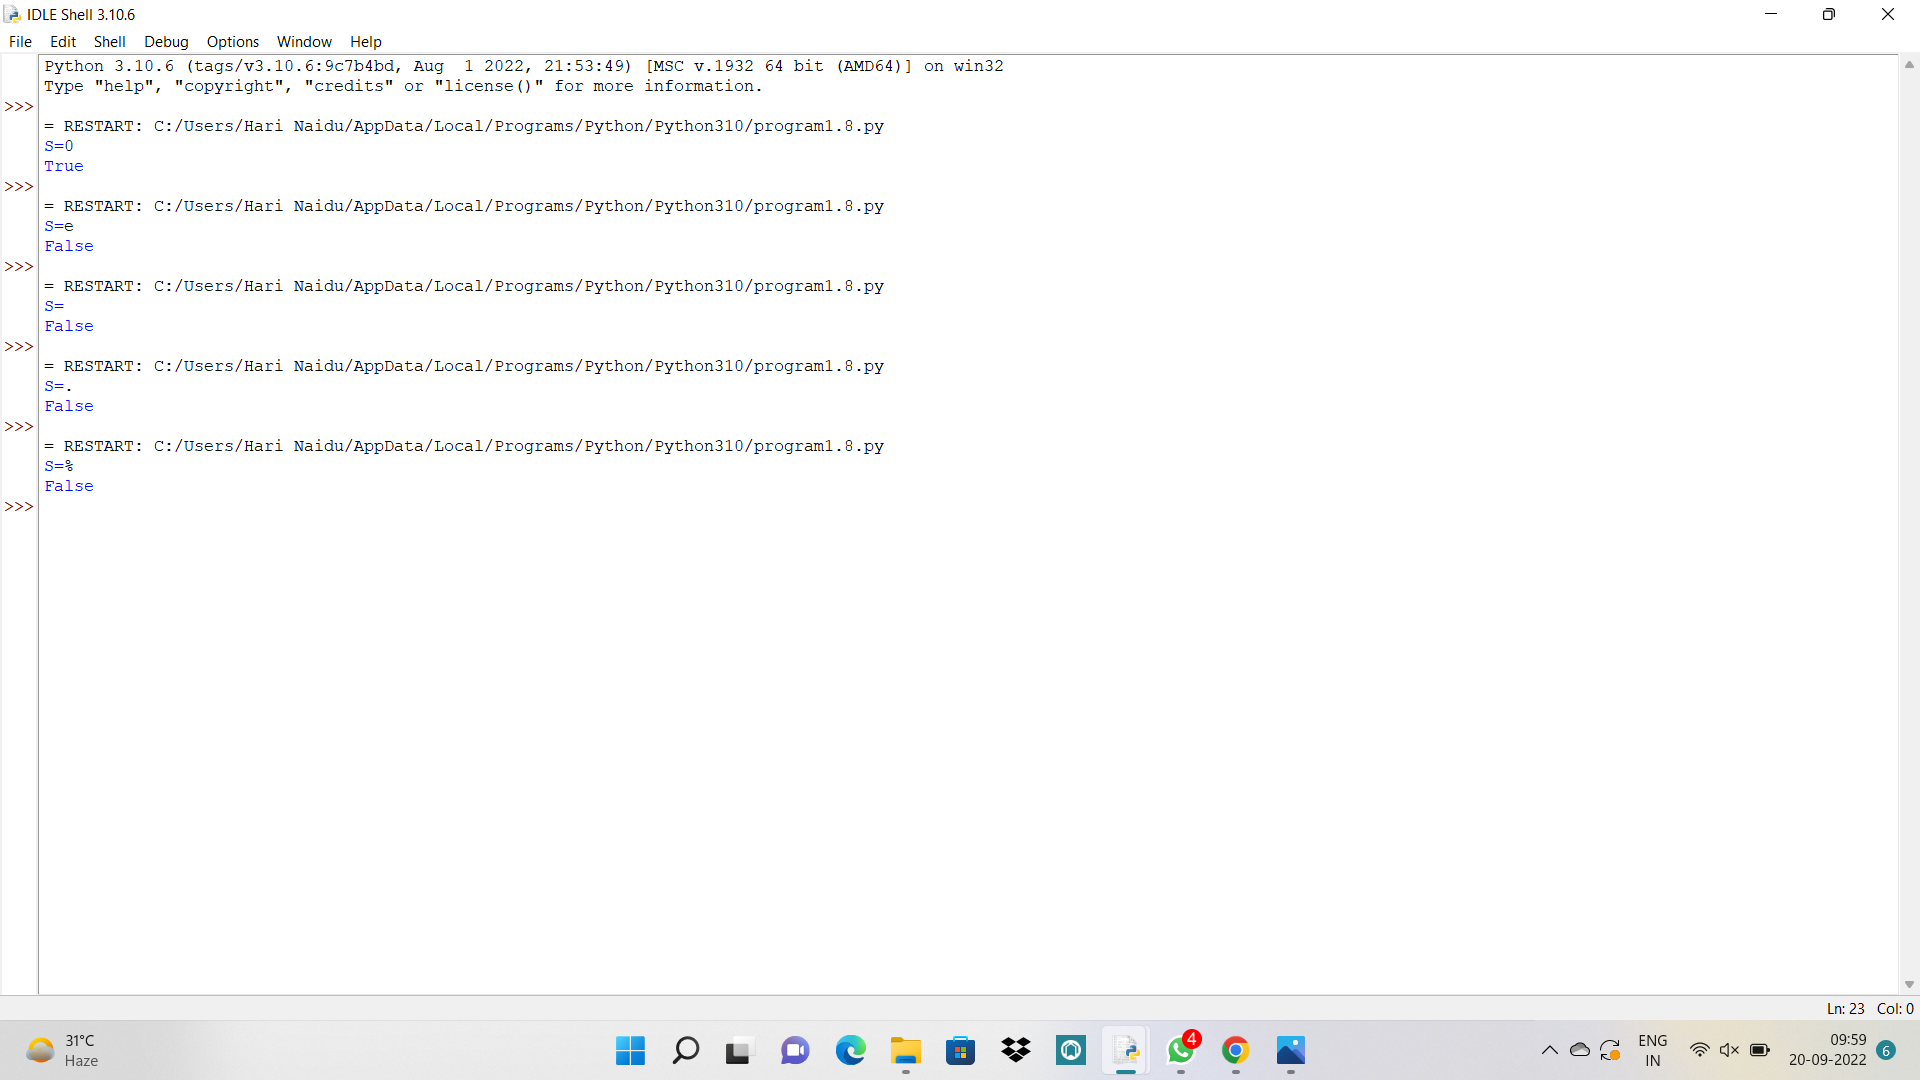 IDLE Shell 3.10.6
File Edit Shell Debug Options Window Help
Python 3.10.6 (tags/v3.10.6:9c7b4bd, Aug  1 2022, 21:53:49) [MSC v.1932 64 bit (AMD64)] on win32
Type "help", "copyright", "credits" or "license()" for more information.
>>>
= RESTART: C:/Users/Hari Naidu/AppData/Local/Programs/Python/Python310/program1.8.py
S=0
True
>>>
= RESTART: C:/Users/Hari Naidu/AppData/Local/Programs/Python/Python310/program1.8.py
S=e
False
>>>
= RESTART: C:/Users/Hari Naidu/AppData/Local/Programs/Python/Python310/program1.8.py
S=
False
>>>
= RESTART: C:/Users/Hari Naidu/AppData/Local/Programs/Python/Python310/program1.8.py
S=.
False
>>>
= RESTART: C:/Users/Hari Naidu/AppData/Local/Programs/Python/Python310/program1.8.py
S=%
False
>>>
Ln: 23 Col: 0
31°C
Haze
4
ENG
IN
09:59
20-09-2022
6